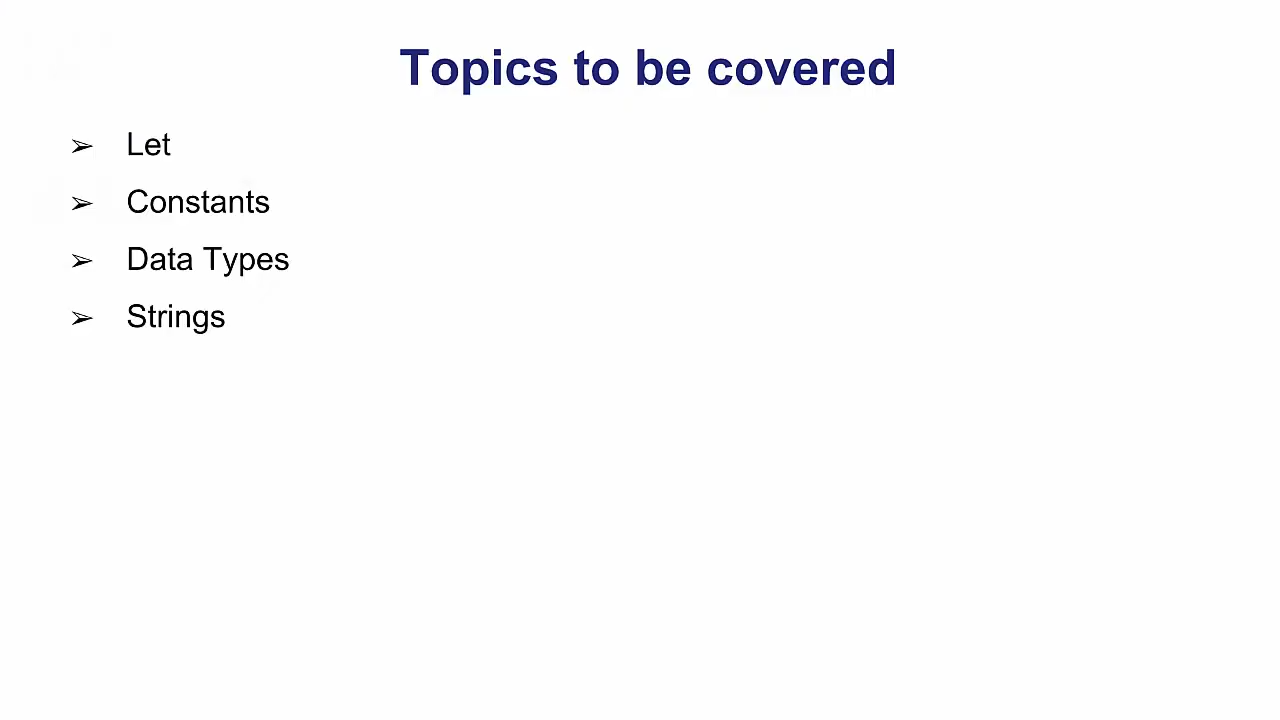 Topics to be covered
➢ Let
➢ Constants
➢ Data Types
➢ Strings